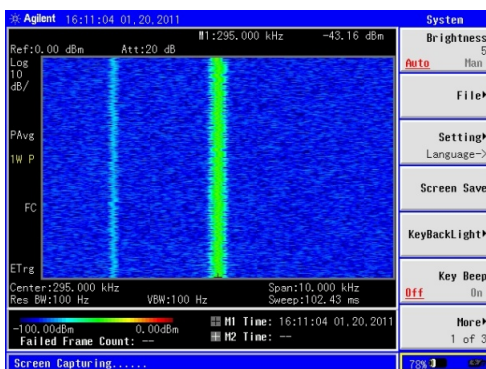 Agilent 16:11:04 01,20,2011
System
M1:295.000 kHz -43.16 dBm
Ref:0.00 dBm Att:20 dB
Log
10
dB/
PAvg
1W P
FC
ETrg
Center:295.000 kHz Span:10.000 kHz
Res BW:100 Hz VBW:100 Hz Sweep:102.43 ms
-100.00dBm 0.00dBm
Failed Frame Count: --
M1 Time: 16:11:04 01,20,2011
M2 Time: --
Screen Capturing......
Brightness
5
Auto Man
File
Setting
Language->
Screen Save
KeyBackLight
Key Beep
Off On
More
1 of 3
78%